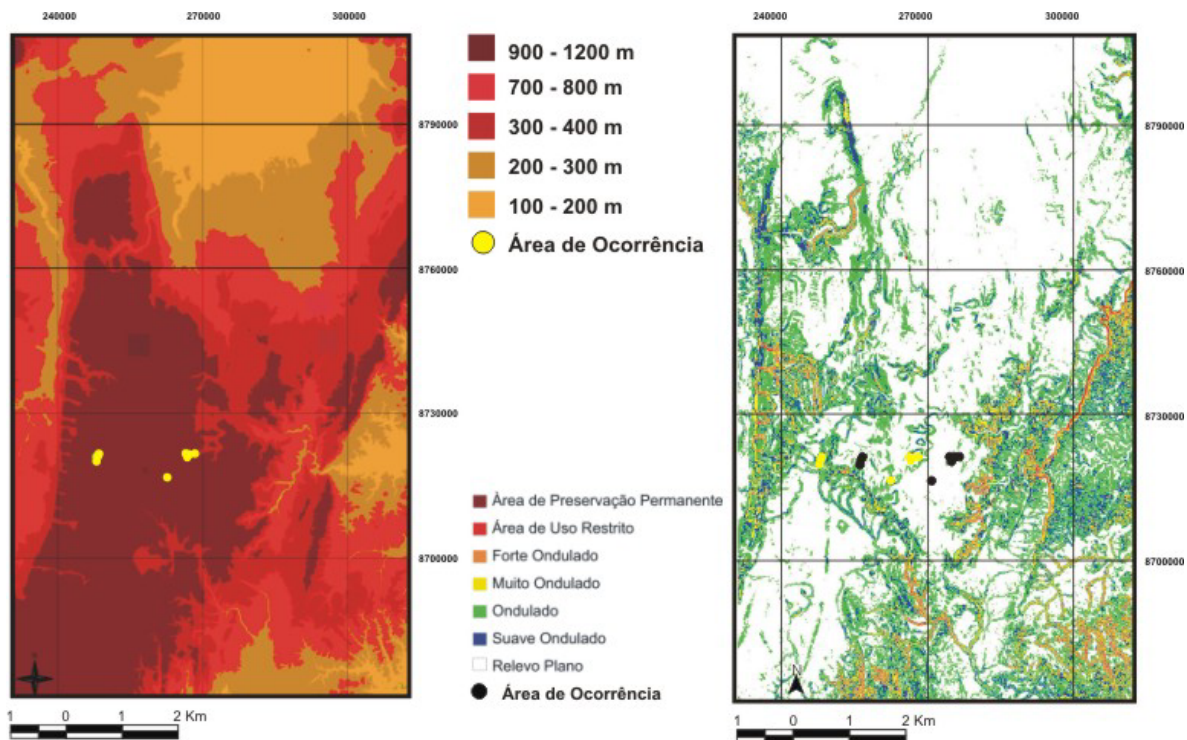 240000 270000 300000
900 - 1200 m
700 - 800 m
300 - 400 m
200 - 300 m
100 - 200 m
Área de Ocorrência
8790000
8760000
8730000
8700000
1 0 1 2 Km
Àrea de Preservação Permanente
Área de Uso Restrito
Forte Ondulado
Muito Ondulado
Ondulado
Suave Ondulado
Relevo Plano
Área de Ocorrência
240000 270000 300000
8790000
8760000
8730000
8700000
N
1 0 1 2 Km